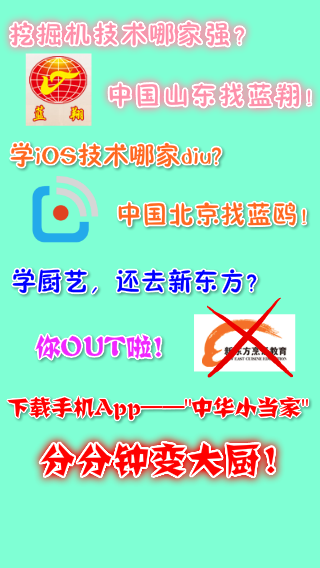 挖掘机技术哪家强？
蓝翔
中国山东找蓝翔！
学iOS技术哪家diu?
中国北京找蓝鸥！
学厨艺，还去新东方？
你OUT啦！
新东方烹饪教育
下载手机App——"中华小当家"
分分钟变大厨！